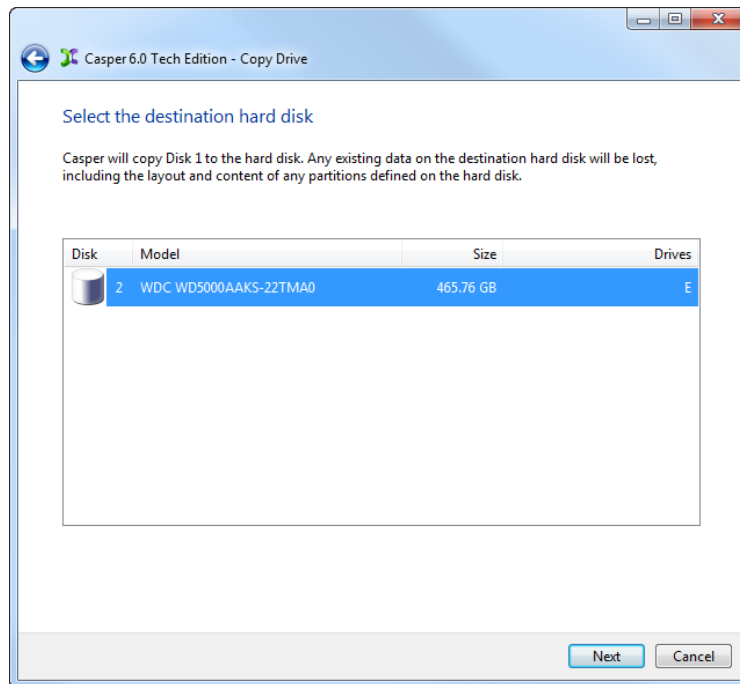 Casper 6.0 Tech Edition - Copy Drive
Select the destination hard disk
Casper will copy Disk 1 to the hard disk. Any existing data on the destination hard disk will be lost,
including the layout and content of any partitions defined on the hard disk.
Disk Model Size Drives
2 WDC WD5000AAKS-22TMA0 465.76 GB E
Next Cancel